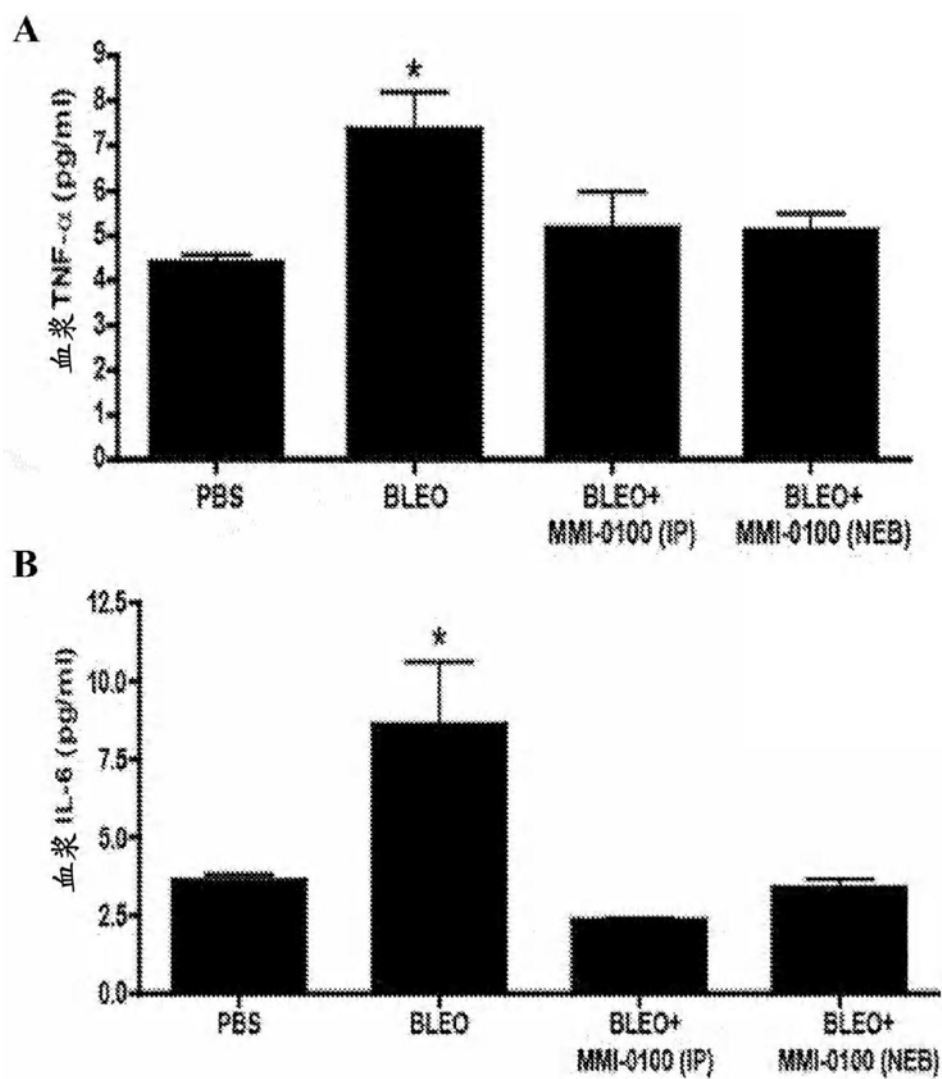 A
9
8
7
6
5
4
3
2
1
0
血浆 TNF-α (pg/ml)
*
PBS
BLEO
BLEO+
MMI-0100 (IP)
BLEO+
MMI-0100 (NEB)
B
12.5
10.0
7.5
5.0
2.5
0.0
血浆 IL-6 (pg/ml)
*
PBS
BLEO
BLEO+
MMI-0100 (IP)
BLEO+
MMI-0100 (NEB)